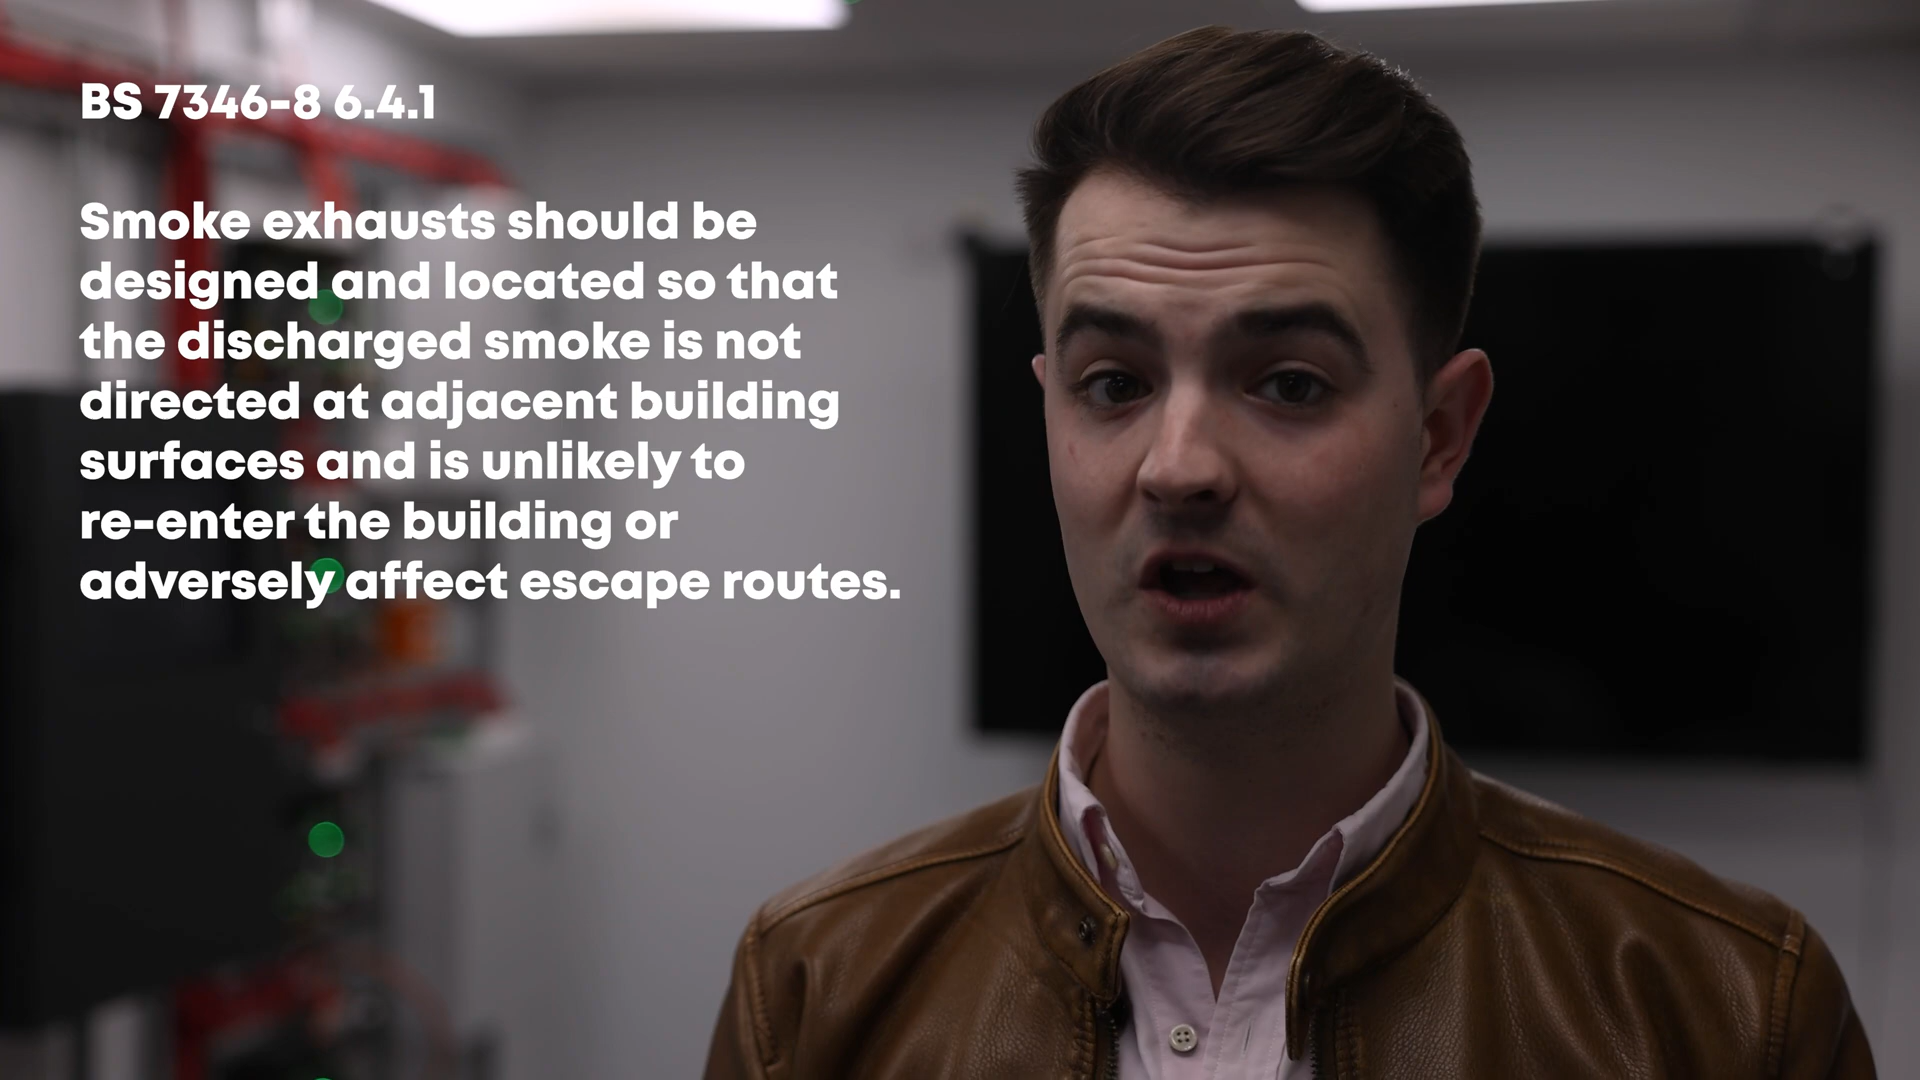 BS 7346-8 6.4.1
Smoke exhausts should be
designed and located so that
the discharged smoke is not
directed at adjacent building
surfaces and is unlikely to
re-enter the building or
adversely affect escape routes.